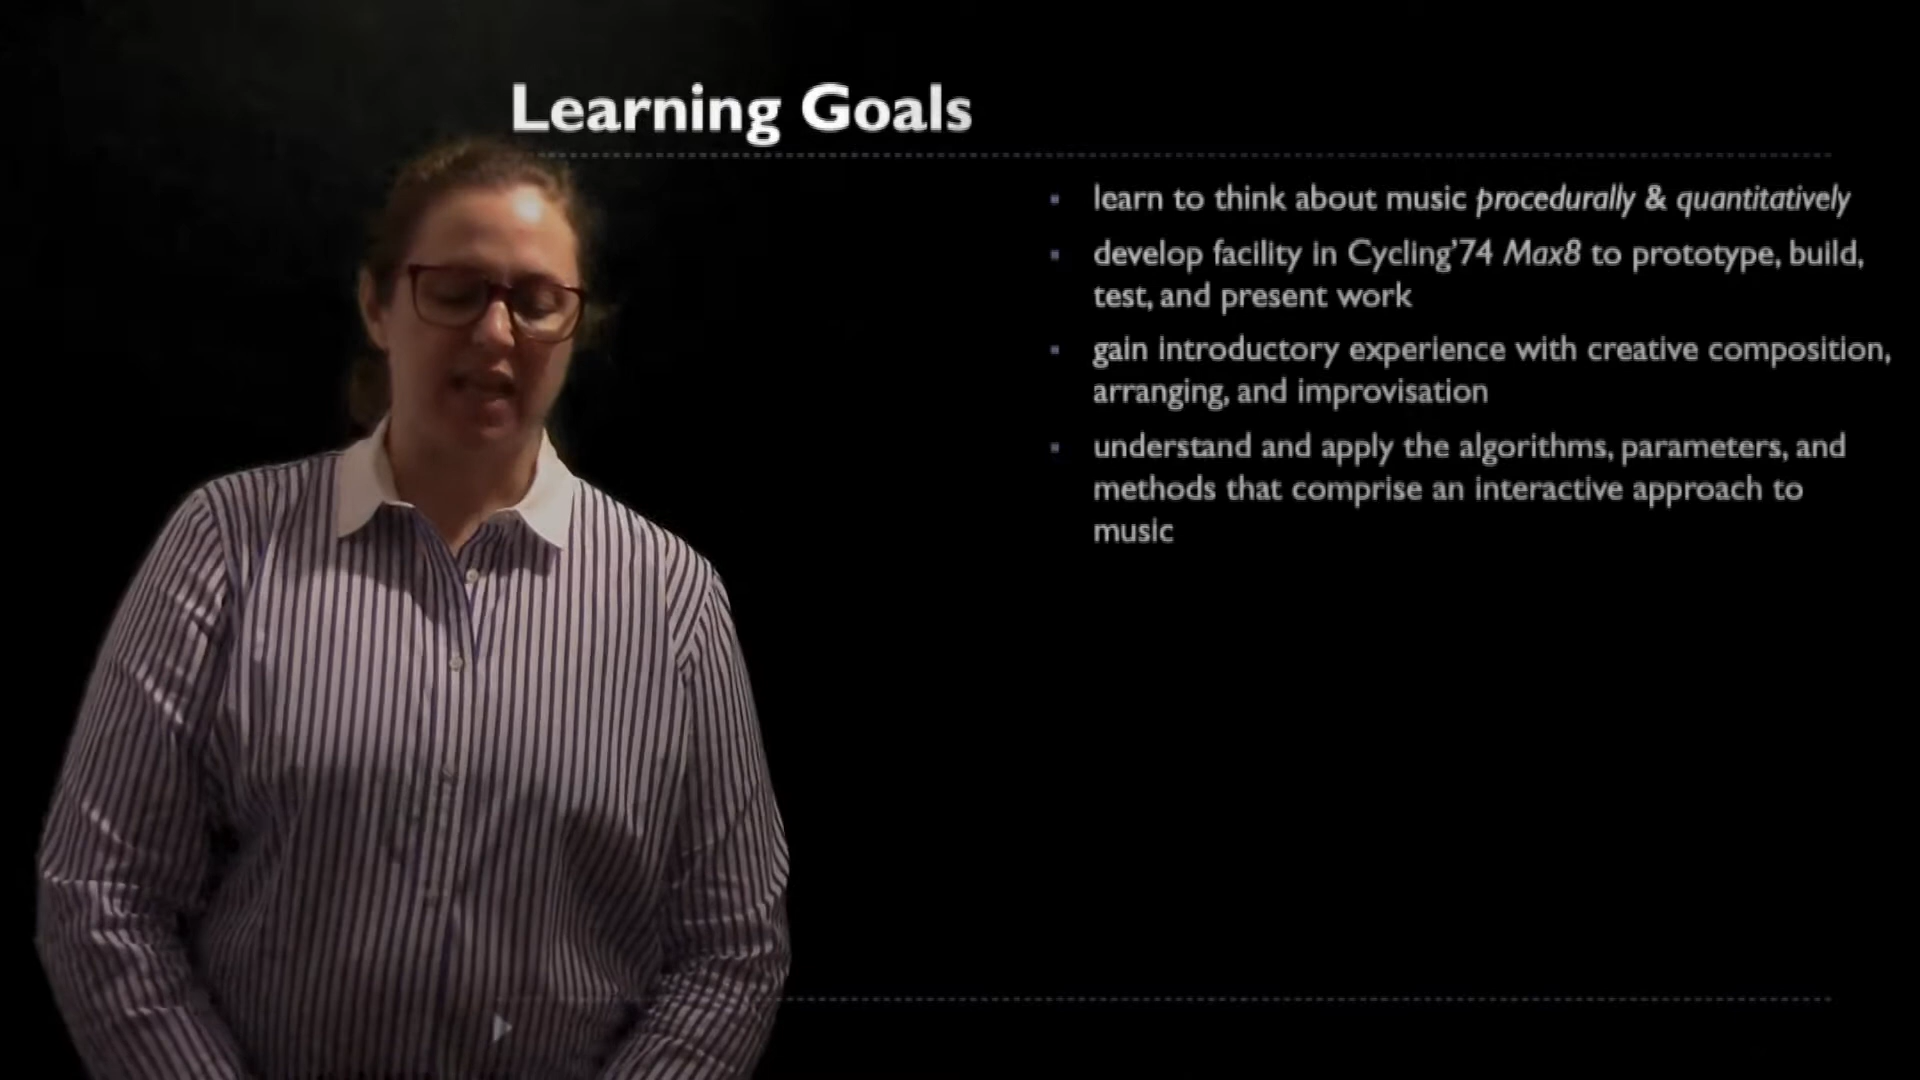 Learning Goals
learn to think about music procedurally & quantitatively
develop facility in Cycling'74 Max8 to prototype, build,
test, and present work
gain introductory experience with creative composition,
arranging, and improvisation
understand and apply the algorithms, parameters, and
methods that comprise an interactive approach to
music